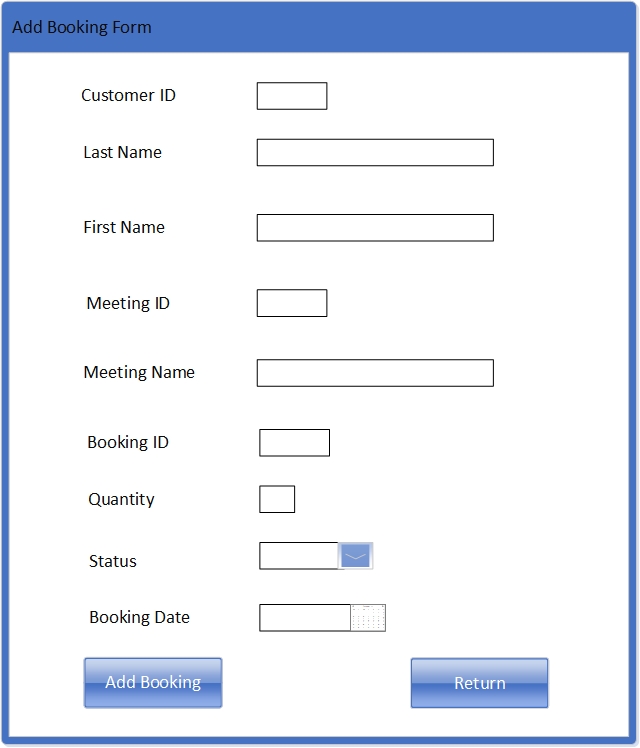 Add Booking Form
Customer ID
Last Name
First Name
Meeting ID
Meeting Name
Booking ID
Quantity
Status
Booking Date
Add Booking
Return